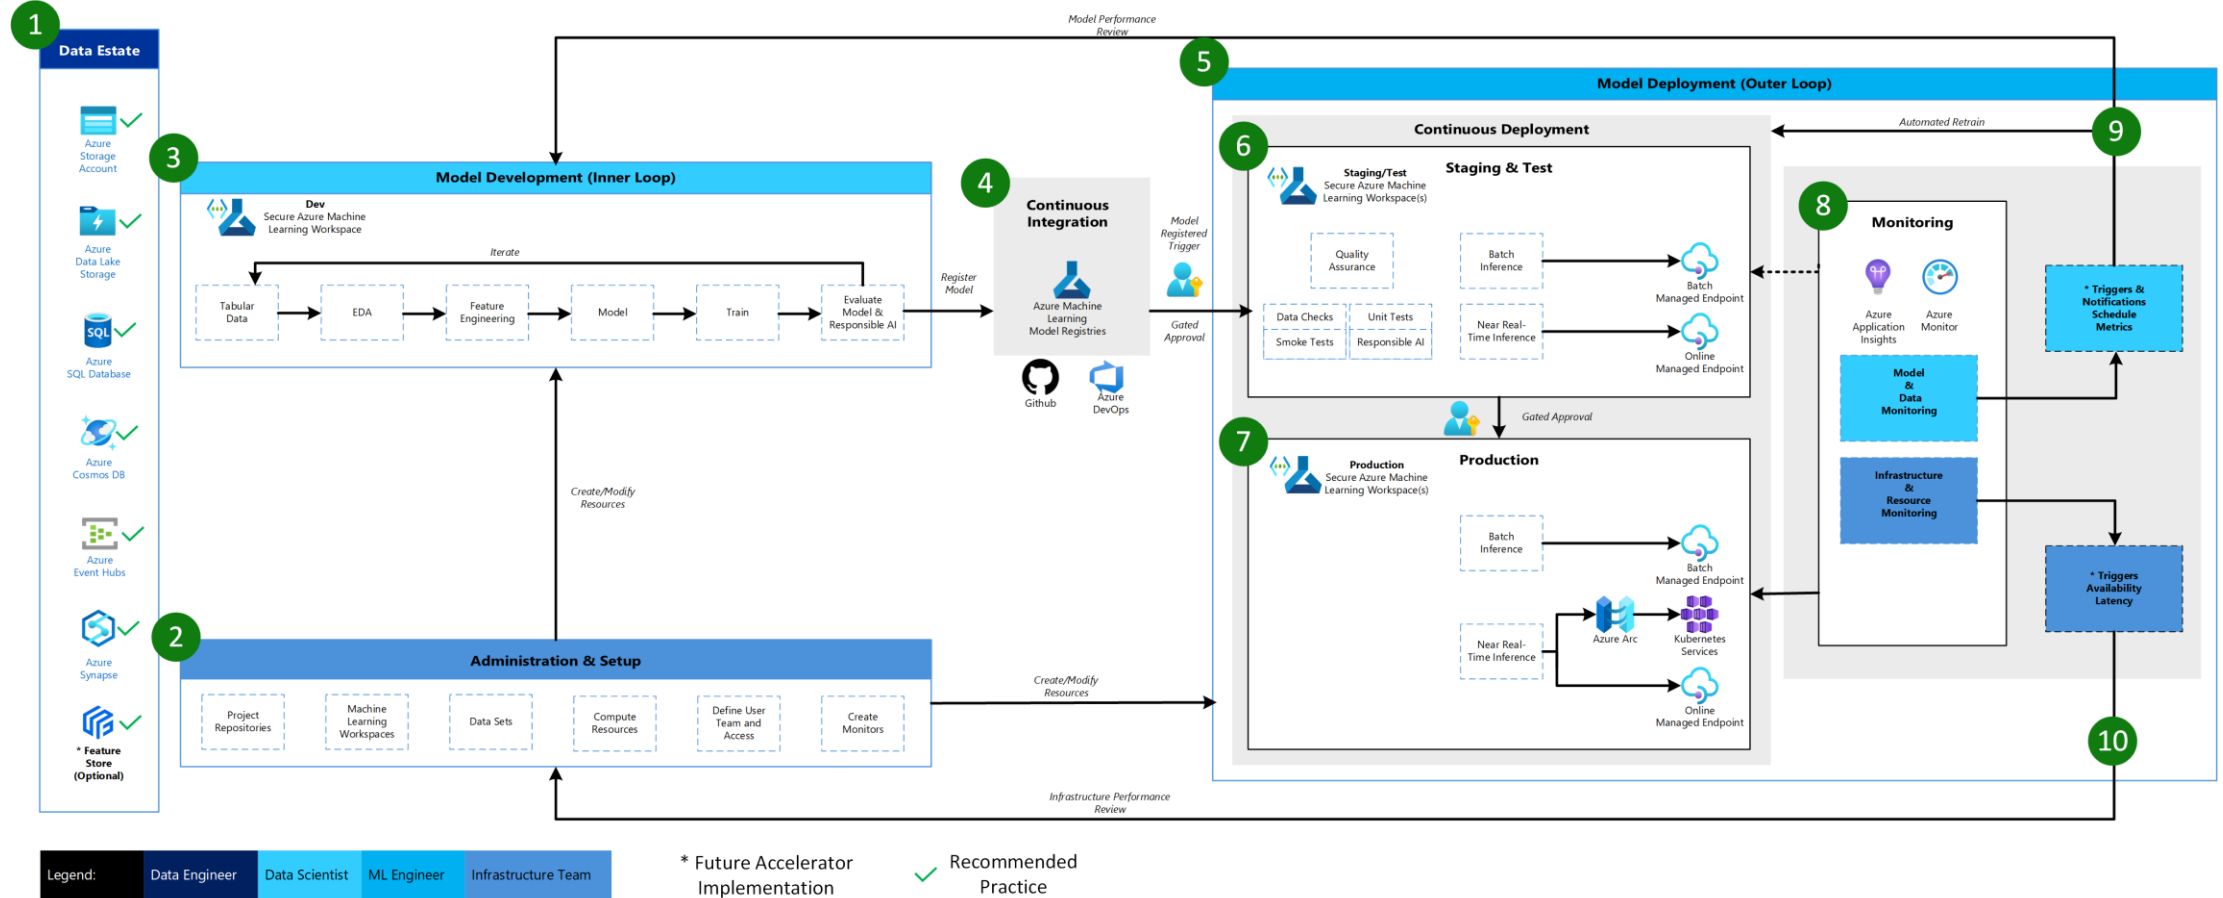 1
Data Estate
Azure
Storage
Account
Azure
Data Lake
Storage
SQL
Azure
SQL Database
Azure
Cosmos DB
Azure
Event Hubs
Azure
Synapse
* Feature
Store
(Optional)
2
Administration & Setup
Project
Repositories
Machine
Learning
Workspaces
Data Sets
Compute
Resources
Define User
Team and
Access
Create
Monitors
Create/Modify
Resources
Create/Modify
Resources
3
Model Development (Inner Loop)
Dev
Secure Azure Machine
Learning Workspace
Iterate
Tabular
Data
EDA
Feature
Engineering
Model
Train
Evaluate
Model &
Responsible AI
Register
Model
4
Continuous
Integration
Azure Machine
Learning
Model Registries
Github
Azure
DevOps
Model
Registered
Trigger
Gated
Approval
Model Performance
Review
5
Model Deployment (Outer Loop)
Continuous Deployment
6
Staging & Test
Staging/Test
Secure Azure Machine
Learning Workspace(s)
Quality
Assurance
Data Checks
Unit Tests
Smoke Tests
Responsible AI
Batch
Inference
Batch
Managed Endpoint
Near Real-
Time Inference
Online
Managed Endpoint
Gated Approval
7
Production
Production
Secure Azure Machine
Learning Workspace(s)
Batch
Inference
Batch
Managed Endpoint
Near Real-
Time Inference
Azure Arc
Kubernetes
Services
Online
Managed Endpoint
8
Monitoring
Azure
Application
Insights
Azure
Monitor
Model
&
Data
Monitoring
Infrastructure
&
Resource
Monitoring
9
Automated Retrain
* Triggers &
Notifications
Schedule
Metrics
* Triggers
Availability
Latency
10
Infrastructure Performance
Review
Legend:
Data Engineer
Data Scientist
ML Engineer
Infrastructure Team
* Future Accelerator
Implementation
Recommended
Practice